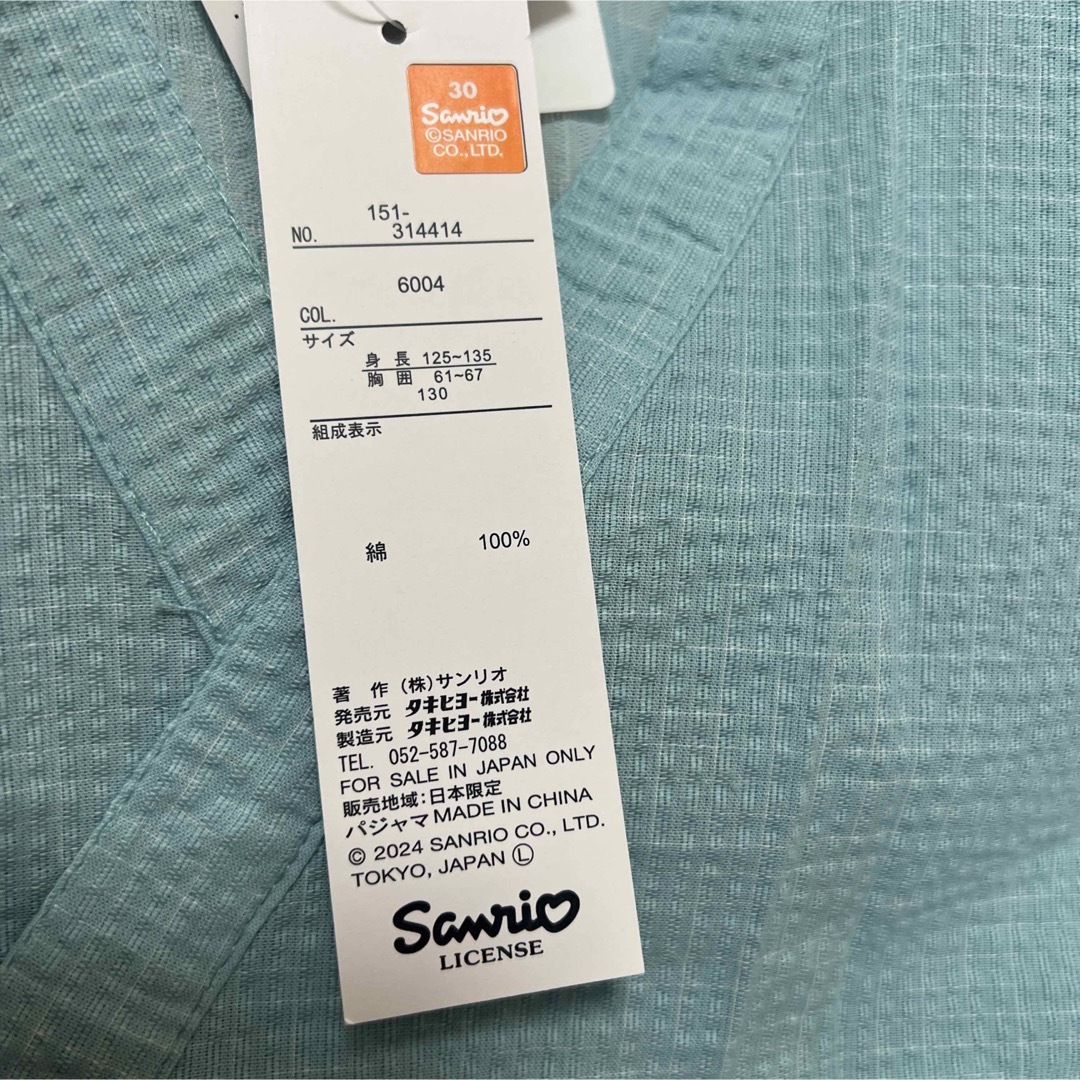 30
Sanrio
©SANRIO
CO.,LTD.
151-
NO. 314414
6004
COL.
サイズ
身 長 125~135
胸 囲 61~67
130
組成表示
綿 100%
著 作 (株)サンリオ
発売元 タキヒヨー株式会社
製造元 タキヒヨー株式会社
TEL. 052-587-7088
FOR SALE IN JAPAN ONLY
販売地域:日本限定
パジャマ MADE IN CHINA
© 2024 SANRIO CO., LTD.
TOKYO, JAPAN Ⓛ
Sanrio
LICENSE